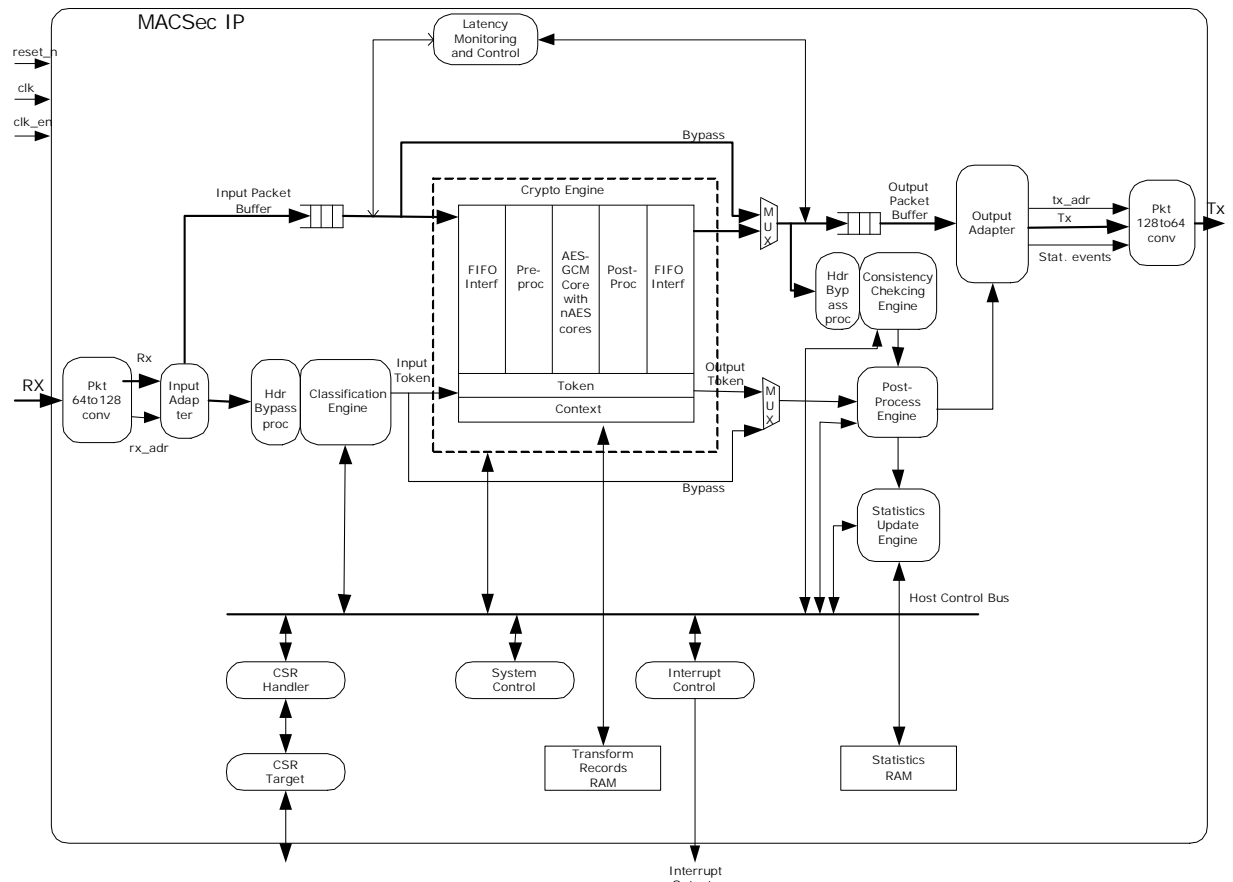 MACSec IP
Latency
Monitoring
and Control
reset_n
clk
clk_en
Bypass
Input Packet
Buffer
Crypto Engine
M
U
X
Output
Packet
Buffer
Output
Adapter
tx_adr
Tx
Stat. events
Pkt
128to64
conv
Tx
FIFO
Interf
Pre-
proc
AES-
GCM
Core
with
nAES
cores
Post-
Proc
FIFO
Interf
Hdr
Byp
ass
proc
Consistency
Chekcing
Engine
RX
Pkt
64to128
conv
Rx
rx_adr
Input
Adap
ter
Hdr
Bypass
proc
Classification
Engine
Input
Token
Token
Context
Output
Token
M
U
X
Post-
Process
Engine
Bypass
Statistics
Update
Engine
Host Control Bus
CSR
Handler
System
Control
Interrupt
Control
CSR
Target
Transform
Records
RAM
Statistics
RAM
Interrupt